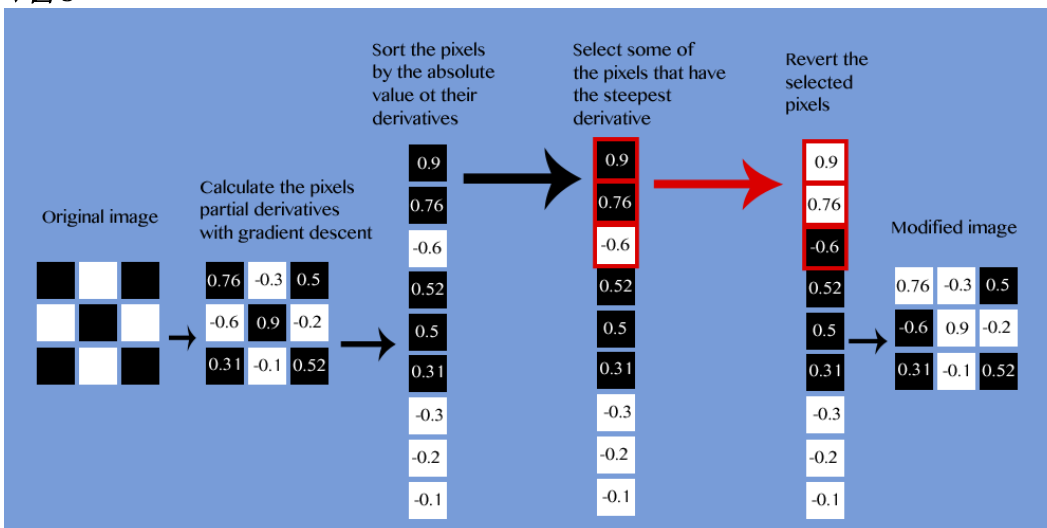 Sort the pixels
by the absolute
value ot their
derivatives
Select some of
the pixels that have
the steepest
derivative
Revert the
selected
pixels
Original image
Calculate the pixels
partial derivatives
with gradient descent
Modified image
0.76 -0.3 0.5
-0.6 0.9 -0.2
0.31 -0.1 0.52
0.9
0.76
-0.6
0.52
0.5
0.31
-0.3
-0.2
-0.1
0.9
0.76
-0.6
0.52
0.5
0.31
-0.3
-0.2
-0.1
0.9
0.76
-0.6
0.52
0.5
0.31
-0.3
-0.2
-0.1
0.76 -0.3 0.5
-0.6 0.9 -0.2
0.31 -0.1 0.52